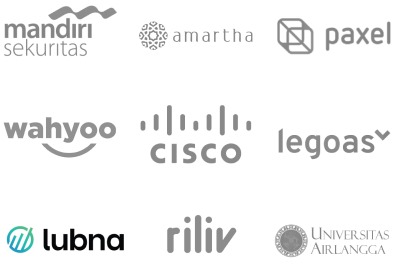 mandiri
sekuritas
amartha
paxel
wahyoo
CISCO
legoas
lubna
riliv
UNIVERSITAS
AIRLANGGA